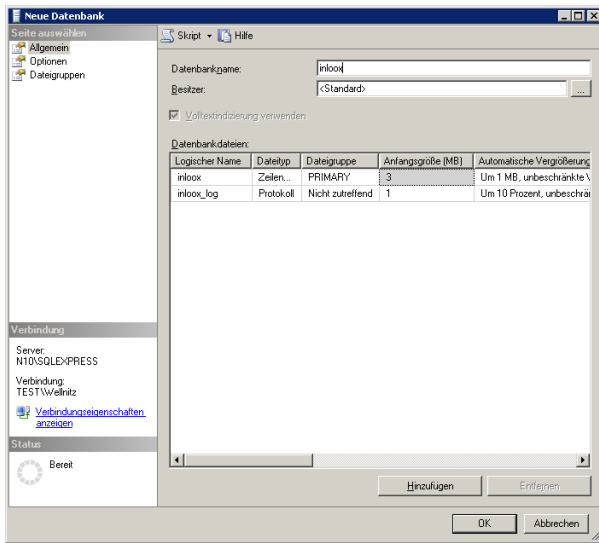 Neue Datenbank
Seite auswählen
Allgemein
Optionen
Dateigruppen
Skript
Hilfe
Datenbankname:
inloox
Besitzer:
<Standard>
...
Volltextindizierung verwenden
Datenbankdateien:
Logischer Name Dateityp Dateigruppe Anfangsgröße (MB) Automatische Vergrößerung
inloox Zeilen... PRIMARY 3 Um 1 MB, unbeschränkte
inloox_log Protokoll Nicht zutreffend 1 Um 10 Prozent, unbeschrä
Verbindung
Server:
N10\SQLEXPRESS
Verbindung:
TEST\Wellnitz
Verbindungseigenschaften
anzeigen
Status
Bereit
Hinzufügen Entfernen
OK Abbrechen